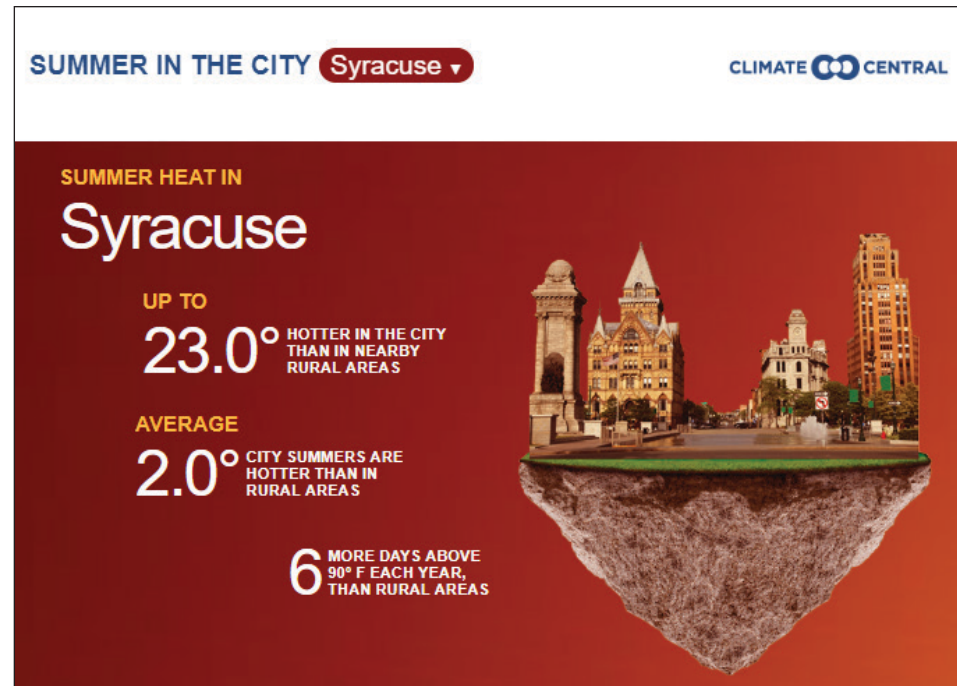 SUMMER IN THE CITY Syracuse ▾
CLIMATE CENTRAL
SUMMER HEAT IN
Syracuse
UP TO
23.0° HOTTER IN THE CITY
THAN IN NEARBY
RURAL AREAS
AVERAGE
2.0° CITY SUMMERS ARE
HOTTER THAN IN
RURAL AREAS
6 MORE DAYS ABOVE
90° F EACH YEAR,
THAN RURAL AREAS